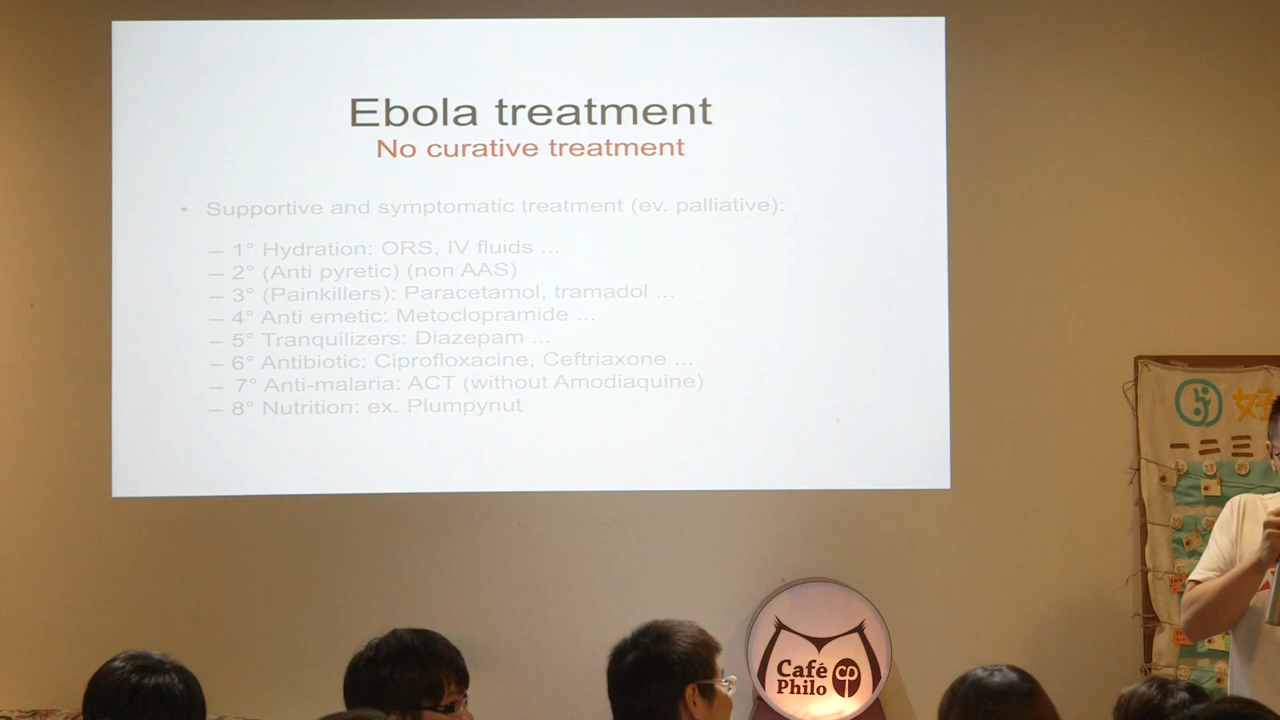 Ebola treatment
No curative treatment
• Supportive and symptomatic treatment (ev. palliative):
– 1° Hydration: ORS, IV fluids ...
– 2° (Anti pyretic) (non AAS)
– 3° (Painkillers): Paracetamol, tramadol ...
– 4° Anti emetic: Metoclopramide ...
– 5° Tranquilizers: Diazepam ...
– 6° Antibiotic: Ciprofloxacine, Ceftriaxone ...
– 7° Anti-malaria: ACT (without Amodiaquine)
– 8° Nutrition: ex. Plumpynut
好
一二三
Café
Philo